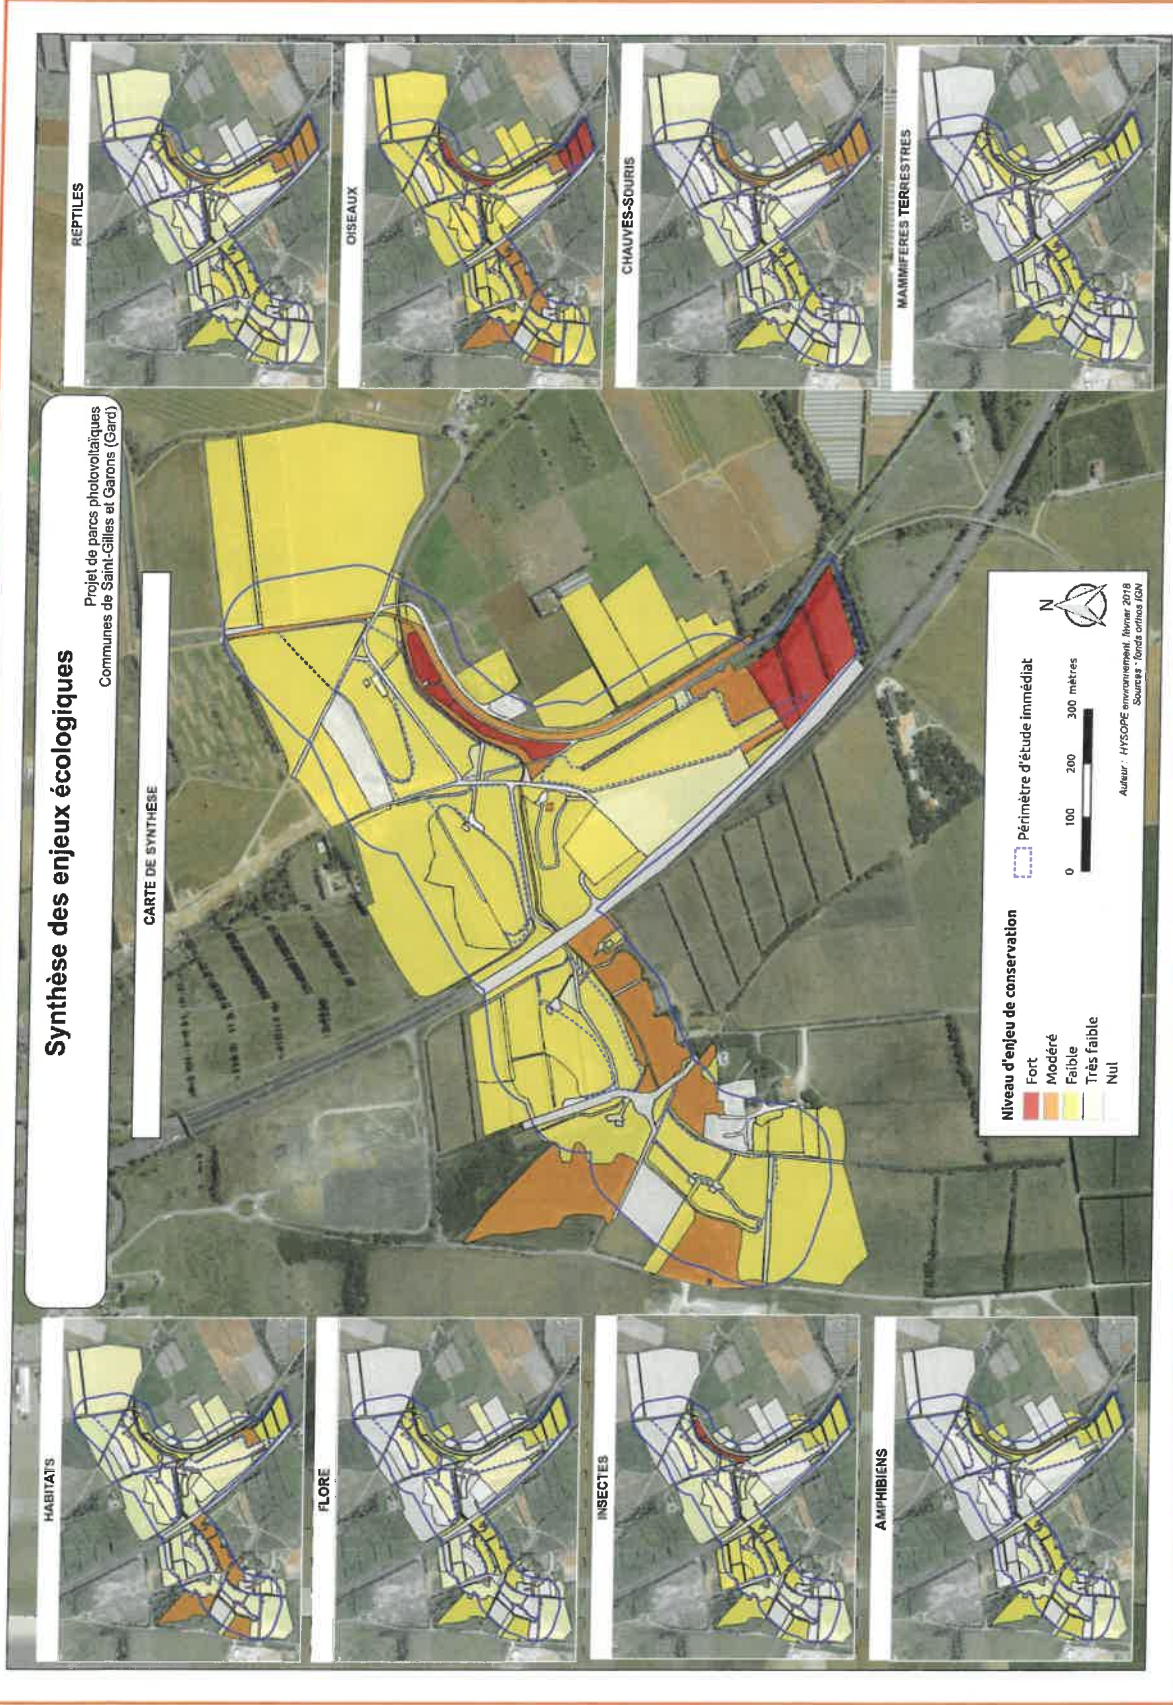 Synthèse des enjeux écologiques
Projet de parcs photovoltaïques
Communes de Saint-Gilles et Garons (Gard)
HABITATS
FLORE
INSECTES
AMPHIBIENS
CARTE DE SYNTHESE
REPTILES
OISEAUX
CHAUVES-SOURIS
MAMMIFERES TERRESTRES
Niveau d'enjeu de conservation
Fort
Modéré
Faible
Très faible
Nul
Périmètre d'étude immédiat
0 100 200 300 mètres
N
Auteur : HYSOPE environnement, février 2018
Sources : fonds orthos IGN